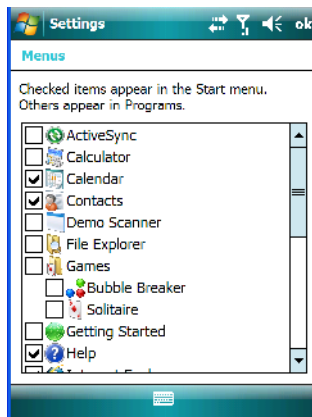 Settings ok
Menus
Checked items appear in the Start menu.
Others appear in Programs.
ActiveSync
Calculator
Calendar
Contacts
Demo Scanner
File Explorer
Games
Bubble Breaker
Solitaire
Getting Started
Help